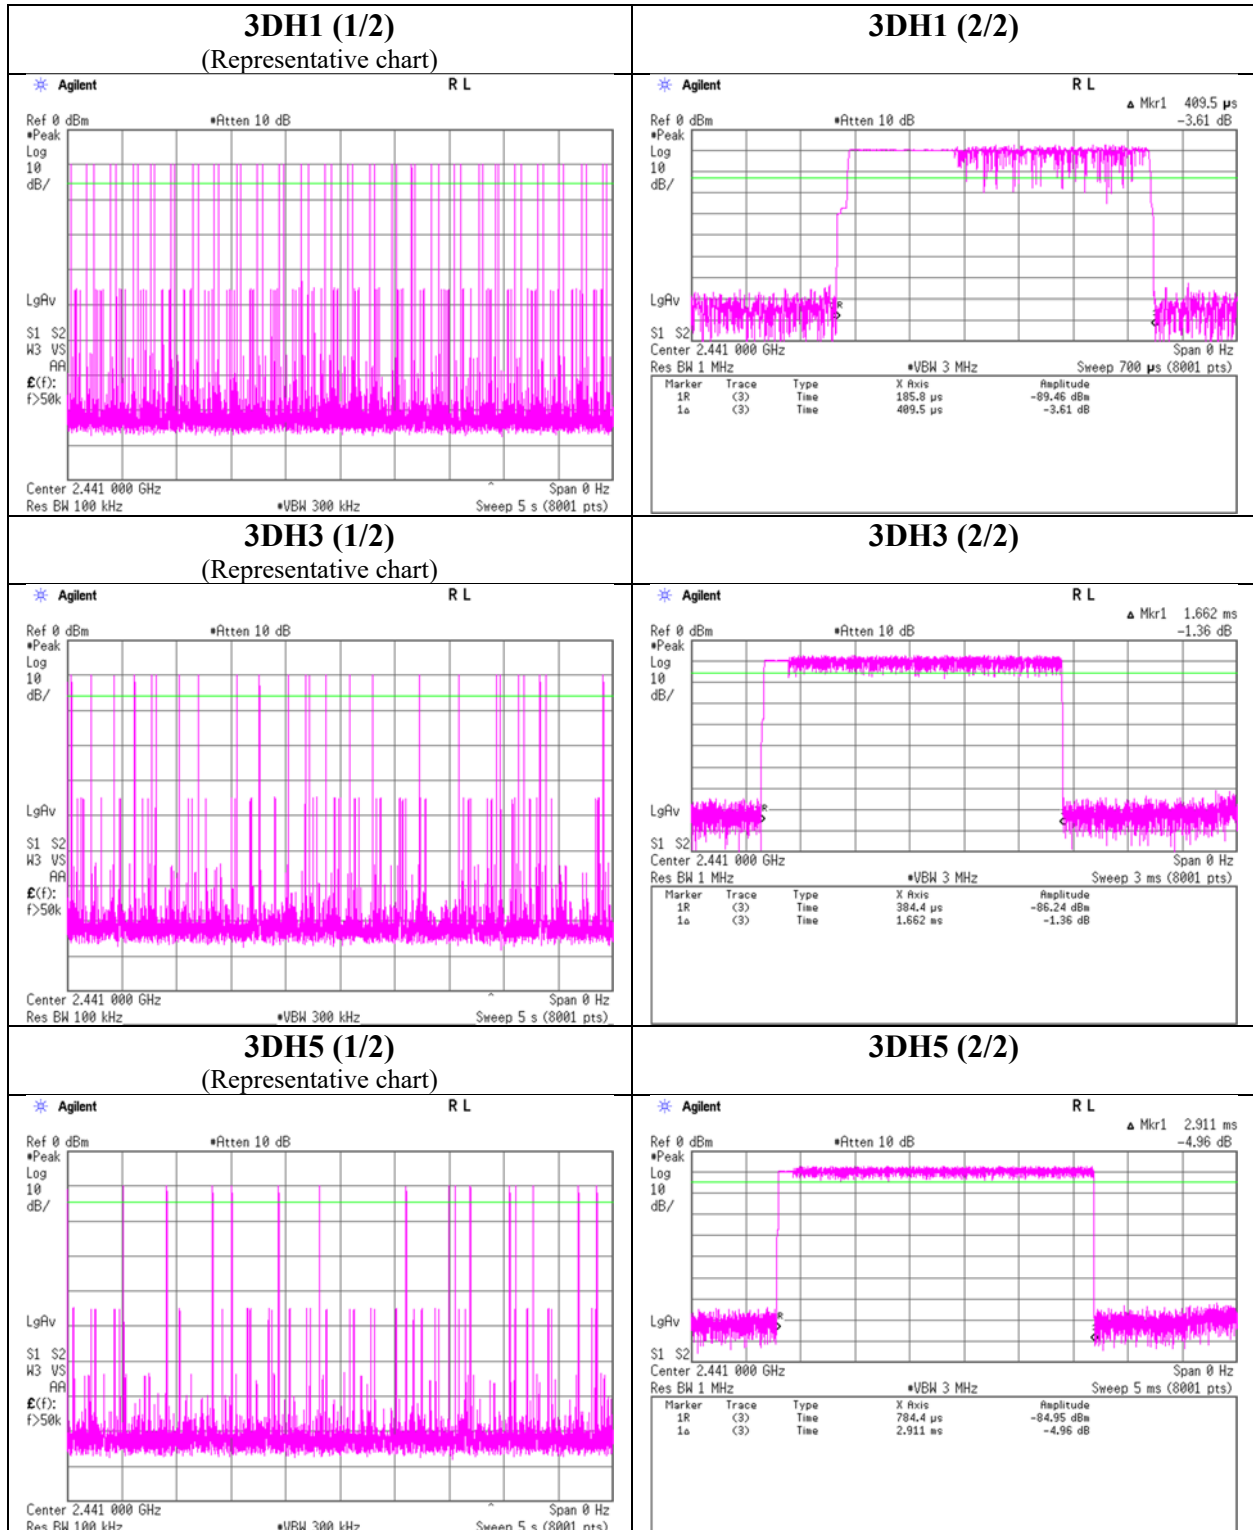 3DH1 (1/2)
(Representative chart)
3DH1 (2/2)
Agilent R L
Ref 0 dBm *Atten 10 dB
*Peak
Log
10
dB/
LgAv
S1 S2
W3 VS
AA
£(f):
f>50k
Center 2.441 000 GHz Span 0 Hz
Res BW 100 kHz *VBW 300 kHz Sweep 5 s (8001 pts)
Agilent R L
Δ Mkr1 409.5 µs
Ref 0 dBm *Atten 10 dB -3.61 dB
*Peak
Log
10
dB/
R
LgAv
S1 S2
Center 2.441 000 GHz Span 0 Hz
Res BW 1 MHz *VBW 3 MHz Sweep 700 µs (8001 pts)
Marker Trace Type X Axis Amplitude
1R (3) Time 185.8 µs -89.46 dBm
1Δ (3) Time 409.5 µs -3.61 dB
3DH3 (1/2)
(Representative chart)
3DH3 (2/2)
Agilent R L
Ref 0 dBm *Atten 10 dB
*Peak
Log
10
dB/
LgAv
S1 S2
W3 VS
AA
£(f):
f>50k
Center 2.441 000 GHz Span 0 Hz
Res BW 100 kHz *VBW 300 kHz Sweep 5 s (8001 pts)
Agilent R L
Δ Mkr1 1.662 ms
Ref 0 dBm *Atten 10 dB -1.36 dB
*Peak
Log
10
dB/
R
LgAv
S1 S2
Center 2.441 000 GHz Span 0 Hz
Res BW 1 MHz *VBW 3 MHz Sweep 3 ms (8001 pts)
Marker Trace Type X Axis Amplitude
1R (3) Time 384.4 µs -86.24 dBm
1Δ (3) Time 1.662 ms -1.36 dB
3DH5 (1/2)
(Representative chart)
3DH5 (2/2)
Agilent R L
Ref 0 dBm *Atten 10 dB
*Peak
Log
10
dB/
LgAv
S1 S2
W3 VS
AA
£(f):
f>50k
Center 2.441 000 GHz Span 0 Hz
Res BW 100 kHz *VBW 300 kHz Sweep 5 s (8001 pts)
Agilent R L
Δ Mkr1 2.911 ms
Ref 0 dBm *Atten 10 dB -4.96 dB
*Peak
Log
10
dB/
R
LgAv
S1 S2
Center 2.441 000 GHz Span 0 Hz
Res BW 1 MHz *VBW 3 MHz Sweep 5 ms (8001 pts)
Marker Trace Type X Axis Amplitude
1R (3) Time 784.4 µs -84.95 dBm
1Δ (3) Time 2.911 ms -4.96 dB